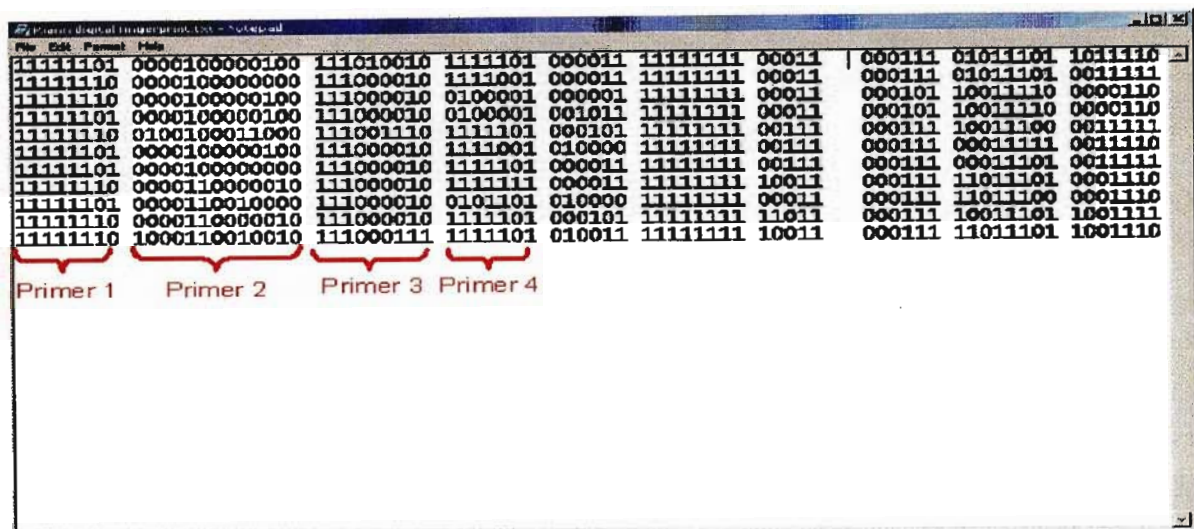 Plant digital fingerprint.txt - Notepad
File Edit Format Help
11111101 0000100000100 111010010 1111101 000011 11111111 00011 000111 01011101 1011110
11111110 0000100000000 111000010 1111001 000011 11111111 00011 000111 01011101 0011111
11111110 0000100000100 111000010 0100001 000001 11111111 00011 000101 10011110 0000110
11111101 0000100000100 111000010 0100001 001011 11111111 00011 000101 10011110 0000110
11111110 0100100011000 111001110 1111101 000101 11111111 00111 000111 10011100 0011111
11111101 0000100000100 111000010 1111001 010000 11111111 00111 000111 00011111 0011110
11111101 0000100000000 111000010 1111101 000011 11111111 00111 000111 00011101 0011111
11111110 0000110000010 111000010 1111111 000011 11111111 10011 000111 11011101 0001110
11111101 0000110010000 111000010 0101101 010000 11111111 00011 000111 11011100 0001110
11111110 0000110000010 111000010 1111101 000101 11111111 11011 000111 10011101 1001111
11111110 1000110010010 111000111 1111101 010011 11111111 10011 000111 11011101 1001110
Primer 1 Primer 2 Primer 3 Primer 4